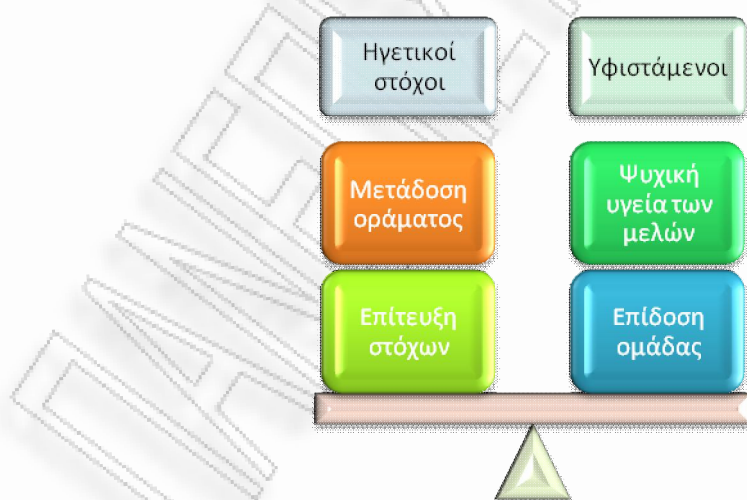 Ηγετικοί
στόχοι
Υφιστάμενοι
Μετάδοση
οράματος
Ψυχική
υγεία των
μελών
Επίτευξη
στόχων
Επίδοση
ομάδας